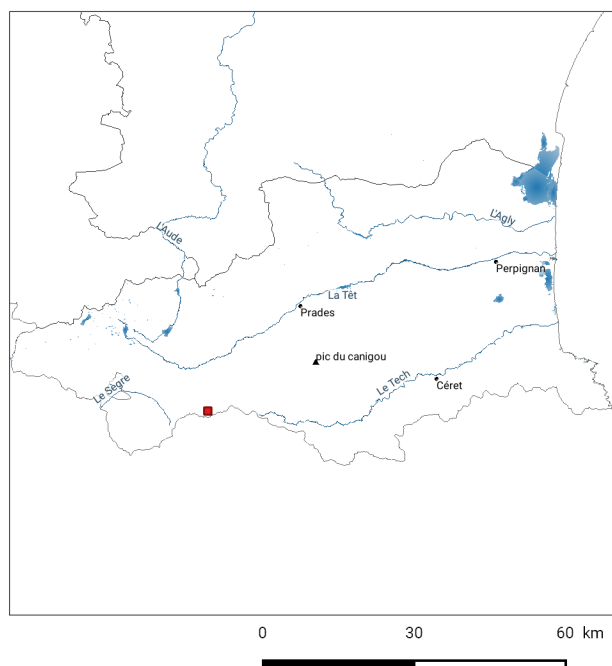 L'Aude
L'Agly
Perpignan
La Têt
Prades
pic du canigou
Le Tech
Céret
Le Sègre
0 30 60 km